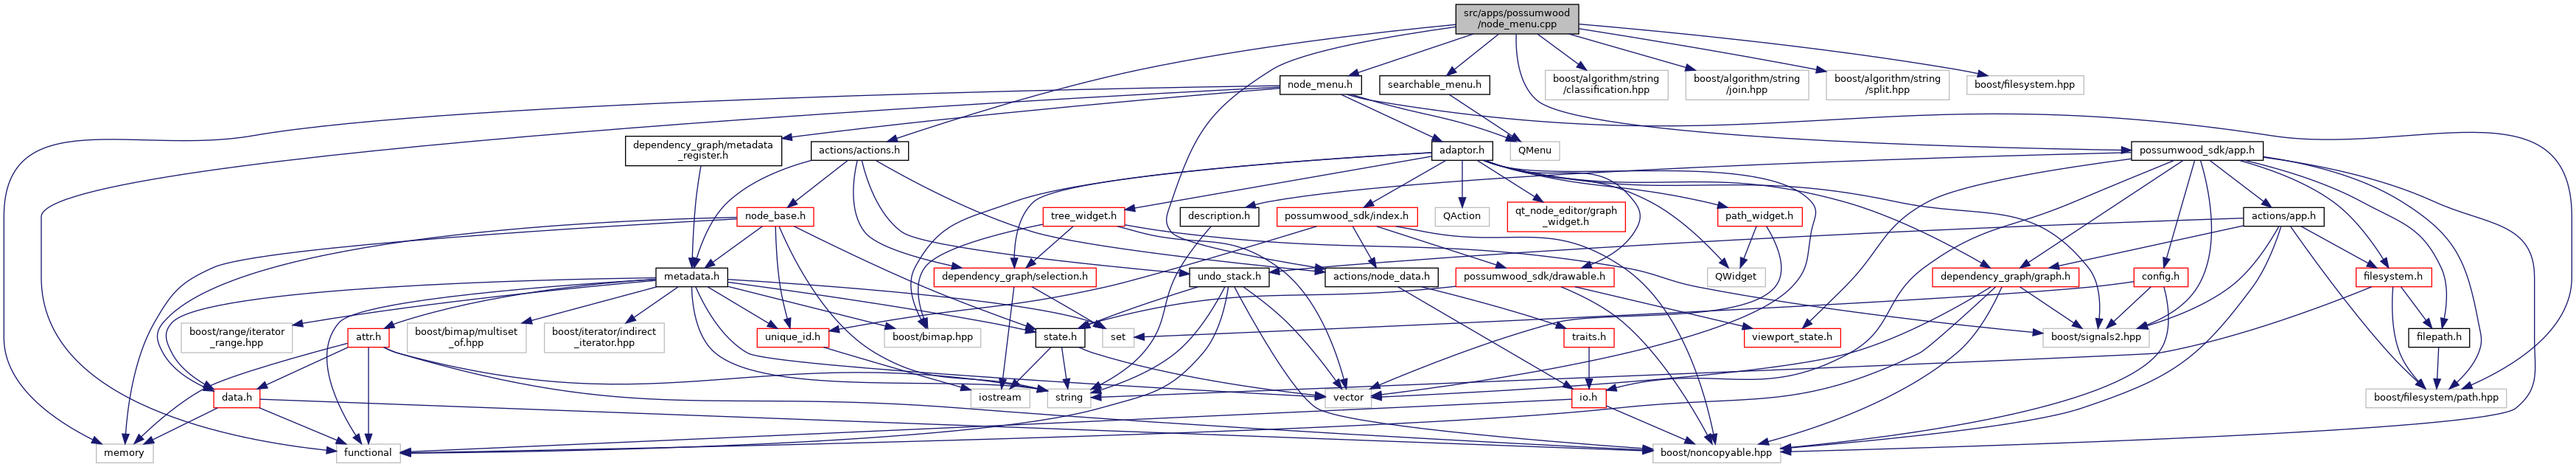 src/apps/possumwood
/node_menu.cpp
node_menu.h
searchable_menu.h
boost/algorithm/string
/classification.hpp
boost/algorithm/string
/join.hpp
boost/algorithm/string
/split.hpp
boost/filesystem.hpp
dependency_graph/metadata
_register.h
actions/actions.h
adaptor.h
QMenu
possumwood_sdk/app.h
node_base.h
tree_widget.h
description.h
possumwood_sdk/index.h
QAction
qt_node_editor/graph
_widget.h
path_widget.h
actions/app.h
metadata.h
dependency_graph/selection.h
undo_stack.h
actions/node_data.h
possumwood_sdk/drawable.h
QWidget
dependency_graph/graph.h
config.h
filesystem.h
boost/range/iterator
_range.hpp
attr.h
boost/bimap/multiset
_of.hpp
boost/iterator/indirect
_iterator.hpp
unique_id.h
boost/bimap.hpp
state.h
set
traits.h
viewport_state.h
boost/signals2.hpp
filepath.h
data.h
iostream
string
vector
io.h
boost/filesystem/path.hpp
memory
functional
boost/noncopyable.hpp